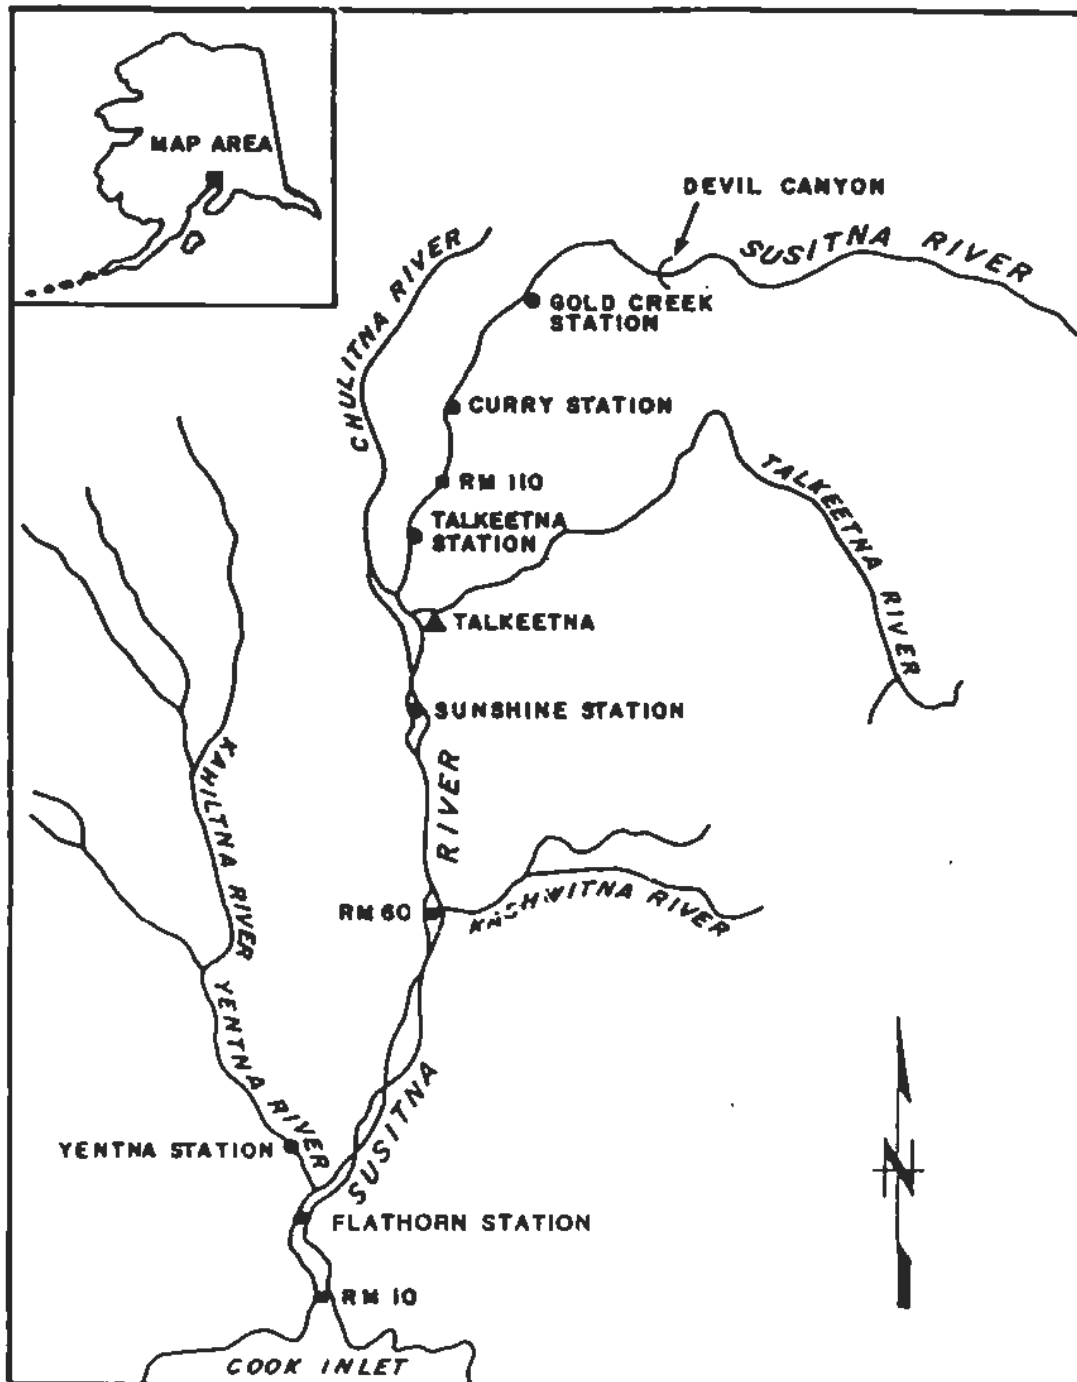 MAP AREA
DEVIL CANYON
SUSITNA RIVER
CHULITNA RIVER
GOLD CREEK
STATION
CURRY STATION
RM 110
TALKEETNA RIVER
TALKEETNA
STATION
TALKEETNA
SUNSHINE STATION
KAHILTNA RIVER
RIVER
RM 60
KASHWITNA RIVER
YENTNA RIVER
SUSITNA
YENTNA STATION
FLATHORN STATION
RM 10
COOK INLET
N